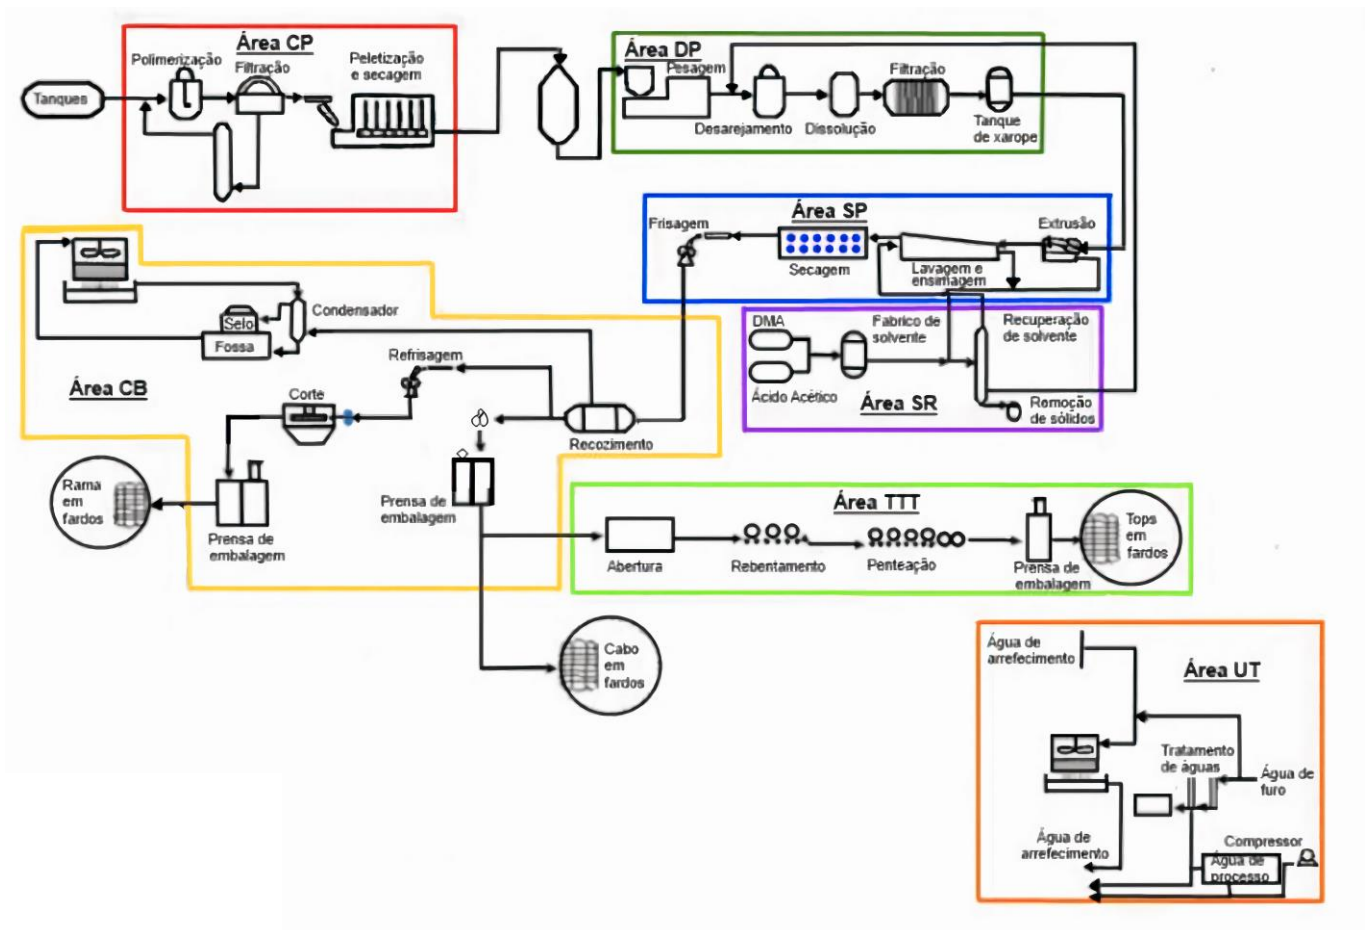 Área CP
Polimerização
Filtração
Peletização
e secagem
Tanques
Área DP
Pesagem
Filtração
Desarejamento
Dissolução
Tanque
de xarope
Área SP
Frisagem
Extrusão
Secagem
Lavagem e
ensimagem
DMA
Fabrico de
solvente
Recuperação
de solvente
Ácido Acético
Área SR
Remoção
de sólidos
Condensador
Selo
Fossa
Refrisagem
Área CB
Corte
Recozimento
Rama
em
fardos
Prensa de
embalagem
Prensa de
embalagem
Área TTT
Abertura
Rebentamento
Penteação
Prensa de
embalagem
Tops
em
fardos
Cabo
em
fardos
Água de
arrefecimento
Área UT
Tratamento
de águas
Água de
furo
Água de
arrefecimento
Compressor
Água de
processo